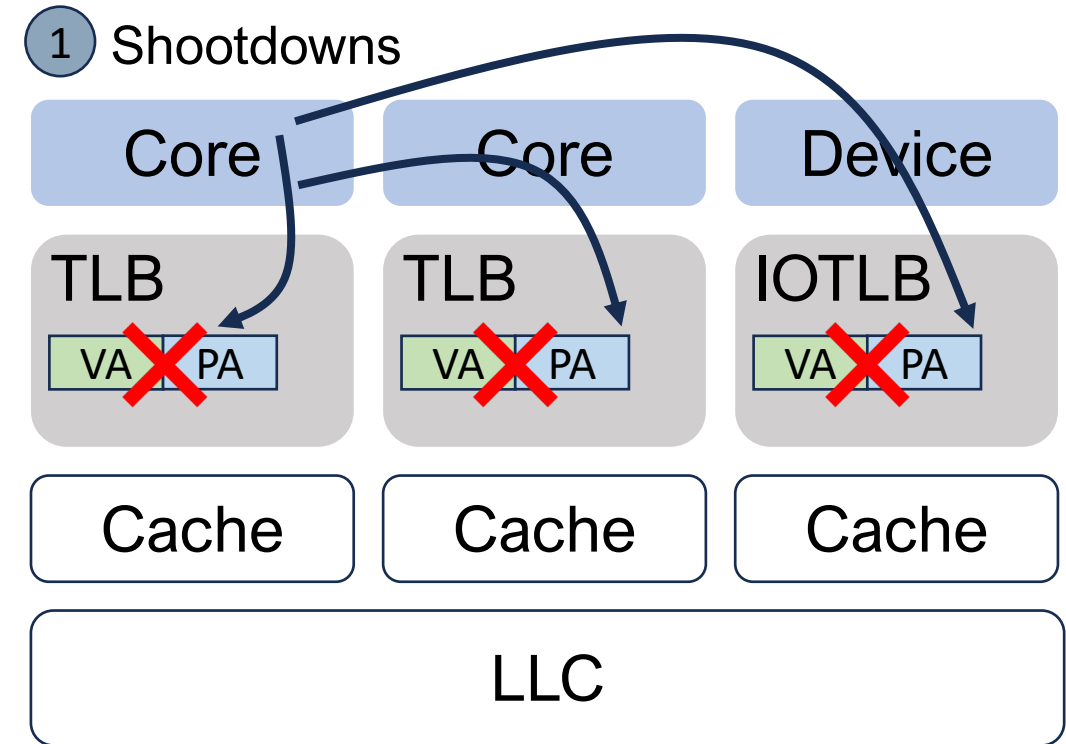 1 Shootdowns
Core Core Device
TLB TLB IOTLB
VA PA VA PA VA PA
Cache Cache Cache
LLC